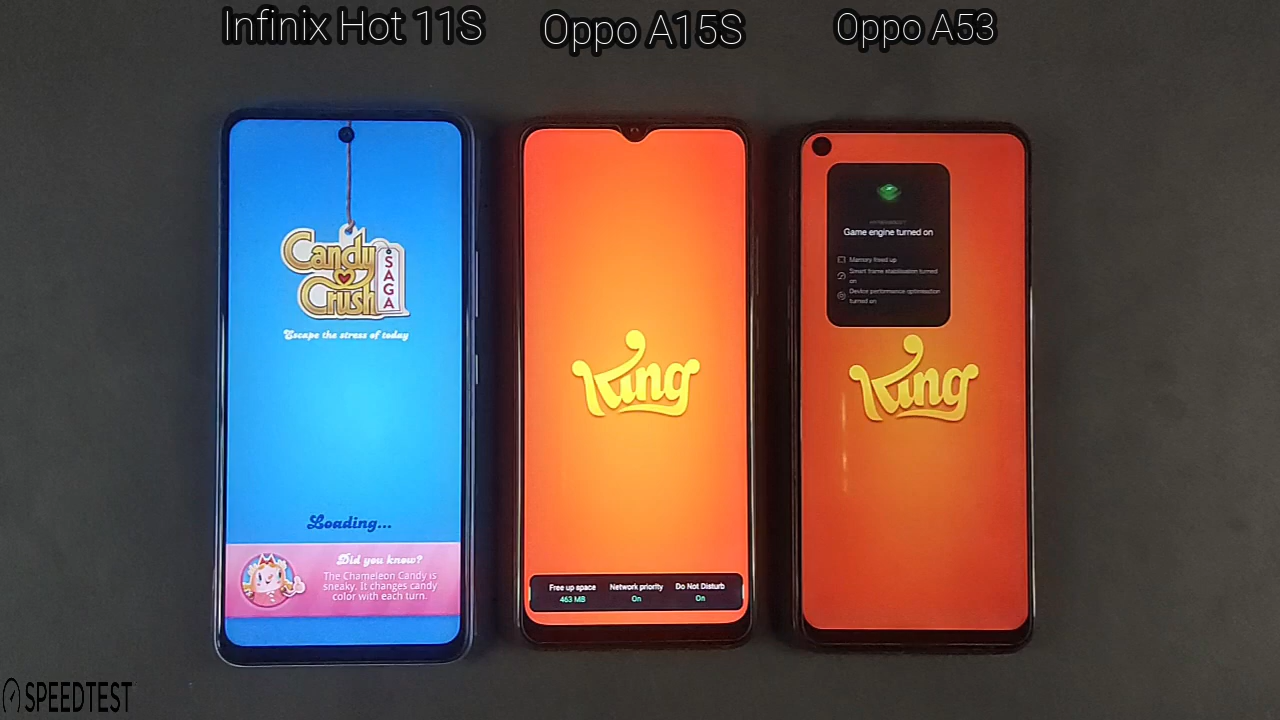 Infinix Hot 11S
Oppo A15S
Oppo A53
Candy
Crush
SAGA
Escape the stress of today
Loading...
Did you know?
The Chameleon Candy is
sneaky. It changes candy
color with each turn.
King
Free up space
463 MB
Network priority
On
Do Not Disturb
On
Game engine turned on
Memory freed up
Smart frame stabilisation turned
on
Device performance optimisation
turned on
King
SPEEDTEST